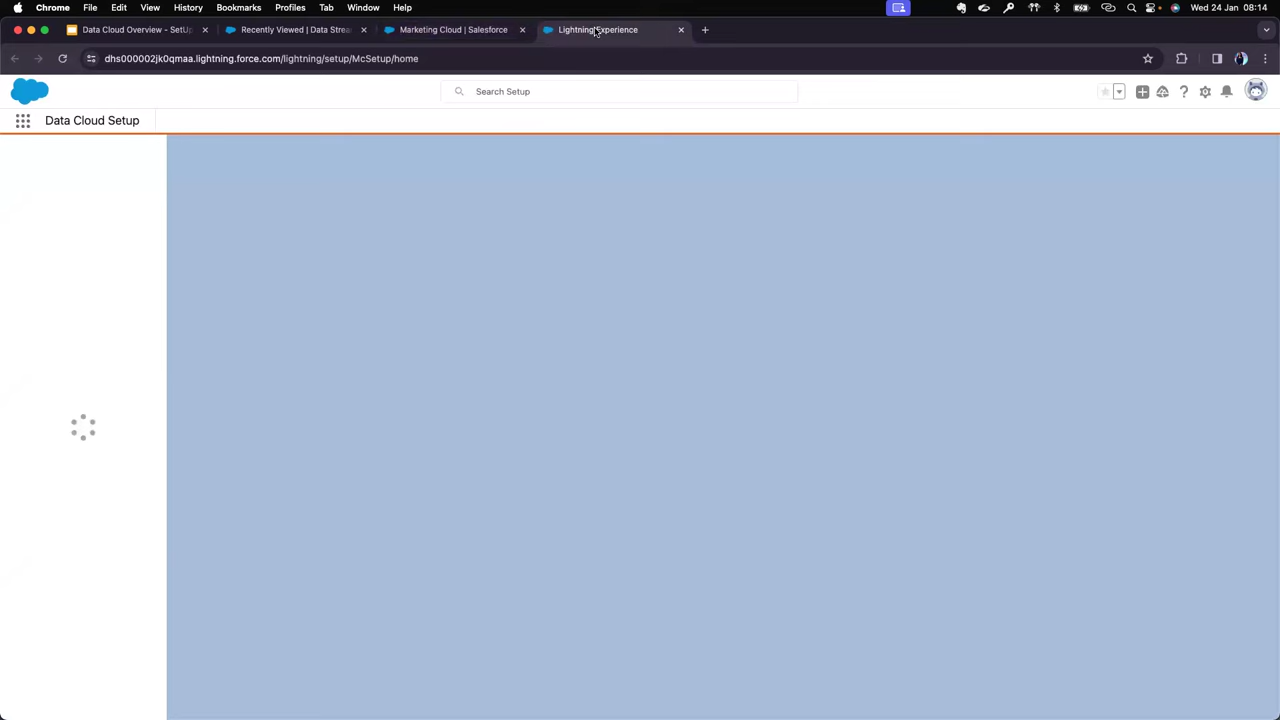 Chrome File Edit View History Bookmarks Profiles Tab Window Help Wed 24 Jan 08:14
Data Cloud Overview - SetUp Recently Viewed | Data Strea Marketing Cloud | Salesforce Lightning Experience
dhs000002jk0qmaa.lightning.force.com/lightning/setup/McSetup/home
Search Setup
Data Cloud Setup